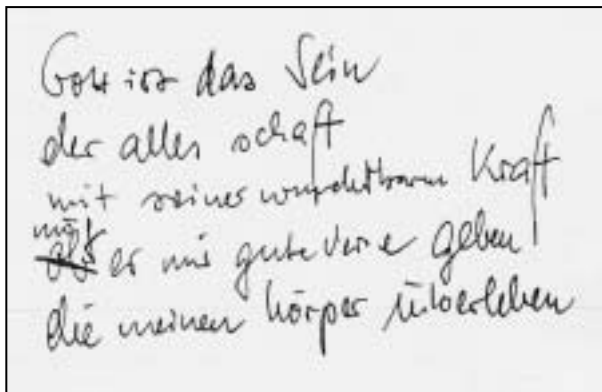 Gott ist das Sein
der alles schaft
mit seiner wunderbaren Kraft
mög er mir gute Verse geben
die meinen körper überleben